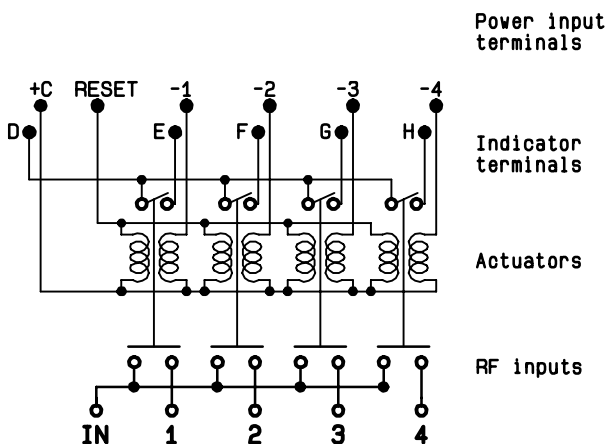 Power input
terminals
+C RESET -1 -2 -3 -4
D E F G H
Indicator
terminals
Actuators
RF inputs
IN 1 2 3 4